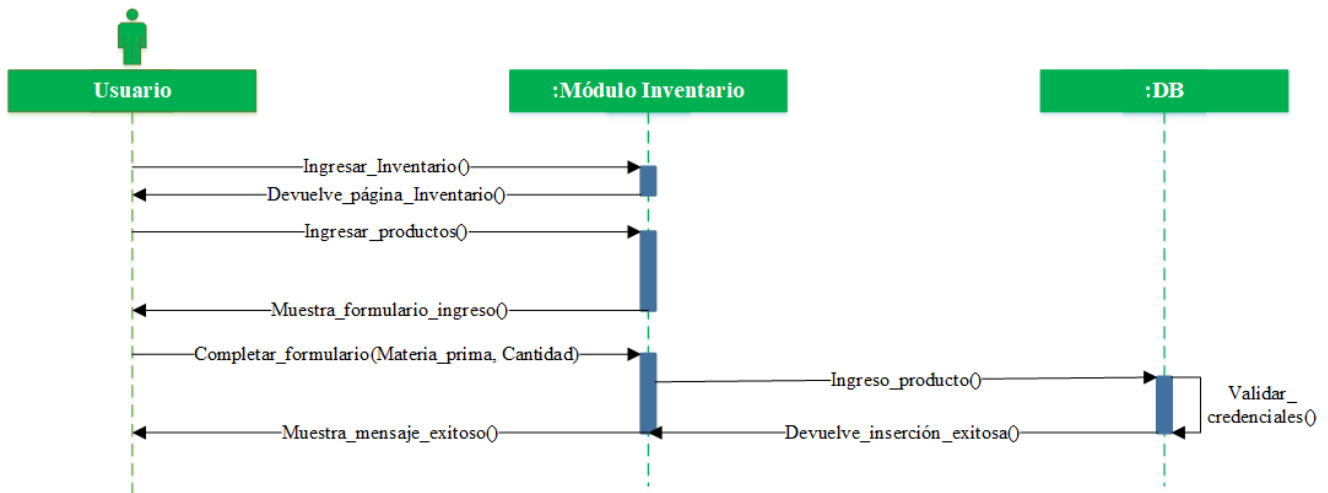 Usuario
:Módulo Inventario
:DB
Ingresar_Inventario()
Devuelve_página_Inventario()
Ingresar_productos()
Muestra_formulario_ingreso()
Completar_formulario(Materia_prima, Cantidad)
Ingreso_producto()
Validar_
credenciales()
Devuelve_inserción_exitosa()
Muestra_mensaje_exitoso()